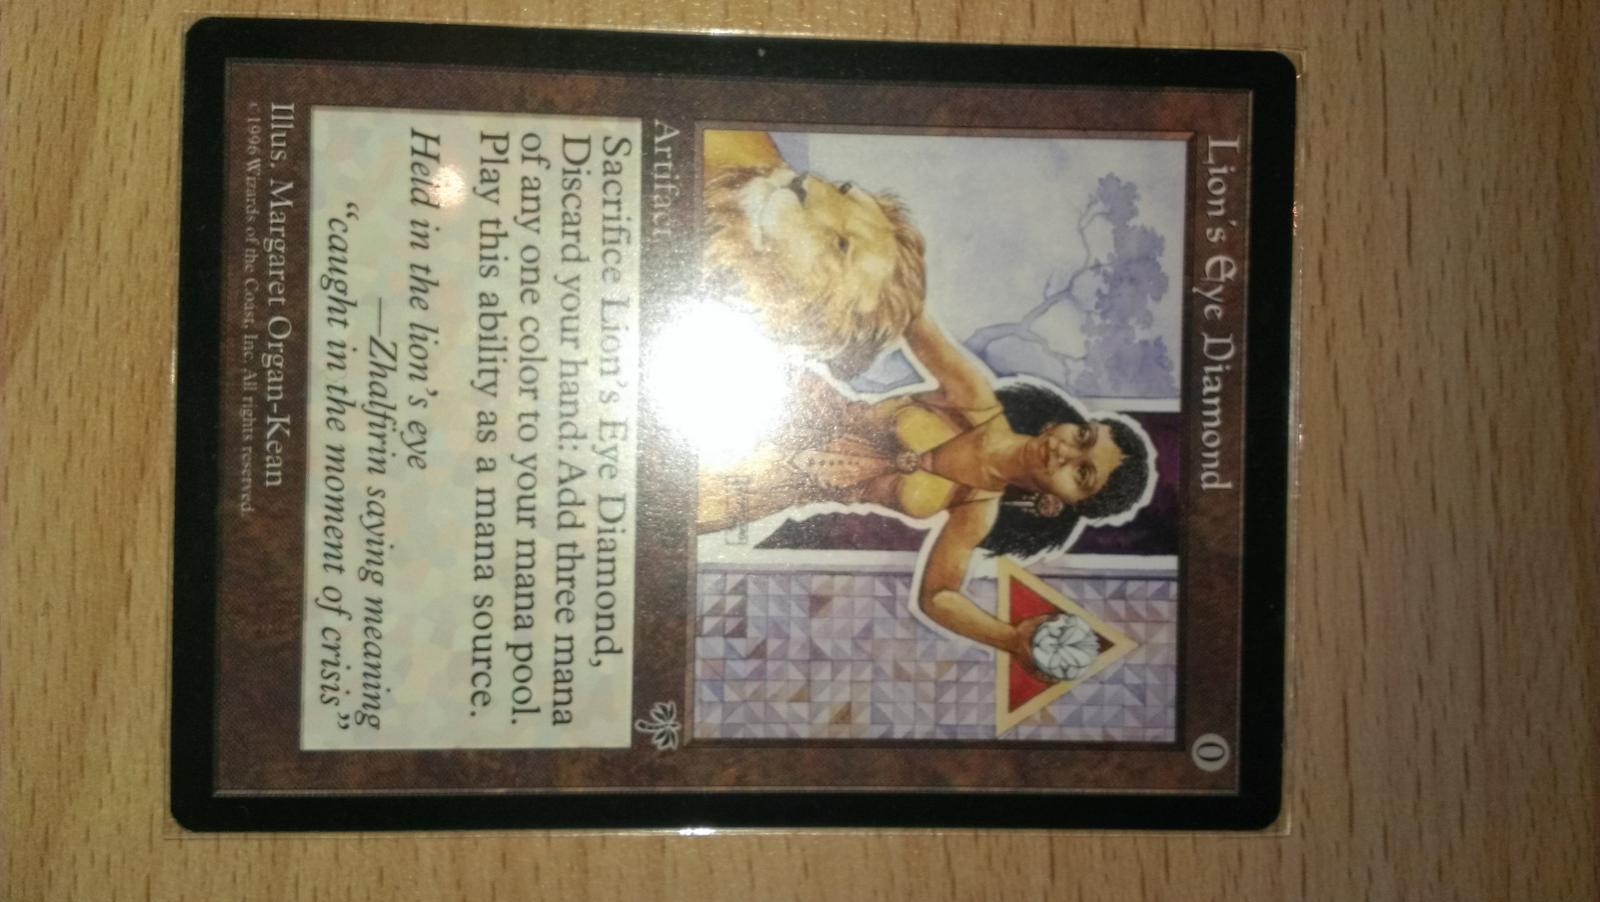 Lion's Eye Diamond
0
Artifact
Sacrifice Lion's Eye Diamond,
Discard your hand: Add three mana
of any one color to your mana pool.
Play this ability as a mana source.
Held in the lion's eye
—Zhalfirin saying meaning
“caught in the moment of crisis”
Illus. Margaret Organ-Kean
©1996 Wizards of the Coast, Inc. All rights reserved.